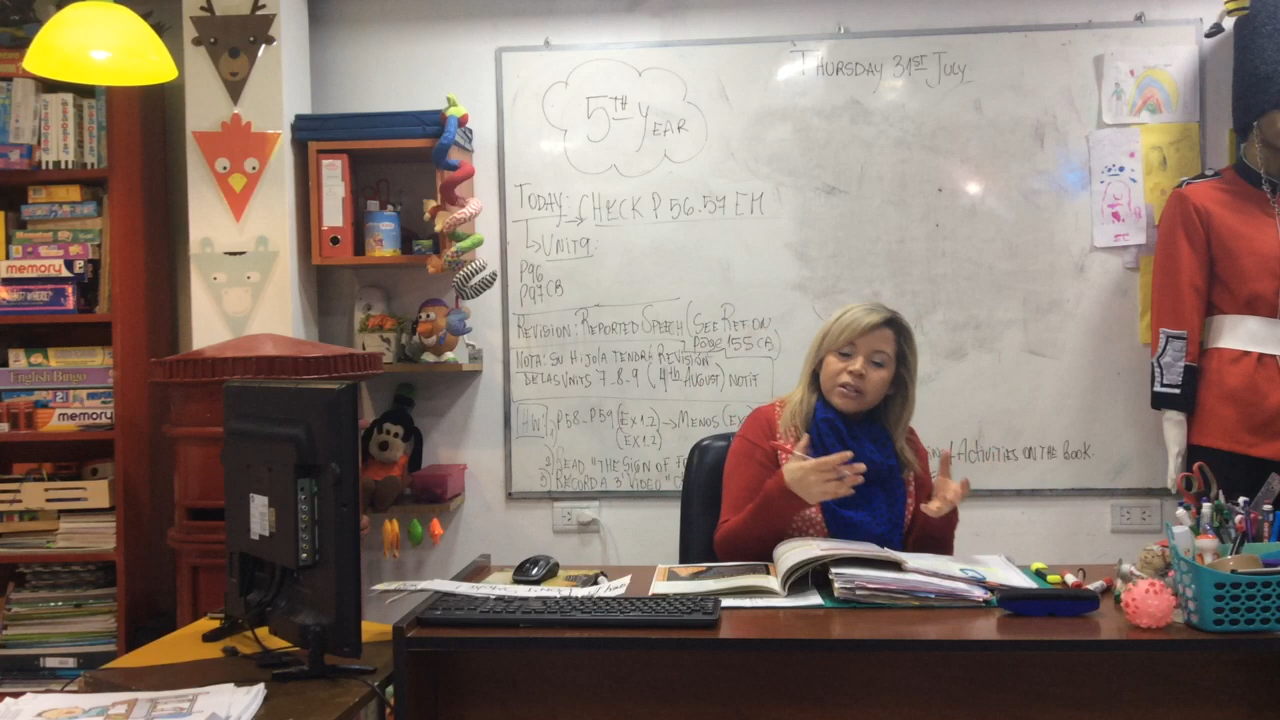 THURSDAY 31ST JULY
5TH YEAR
TODAY: → CHECK P 56-57 EM
↳ UNIT 9:
P96
P97 CB
REVISION: REPORTED SPEECH (SEE REF ON
PAGE 155 CB)
NOTA: SU HIJO/A TENDRÁ REVISIÓN
DE LAS UNITS 7-8-9 (4TH AUGUST) NOTIF
HW: 1) P58-P59 (EX 1.2) → MENOS (EX
(EX 1.2)
2) READ "THE SIGN OF
3) RECORD A 3' VIDEO
ACTIVITIES ON THE BOOK.
memory
English Bingo
memory